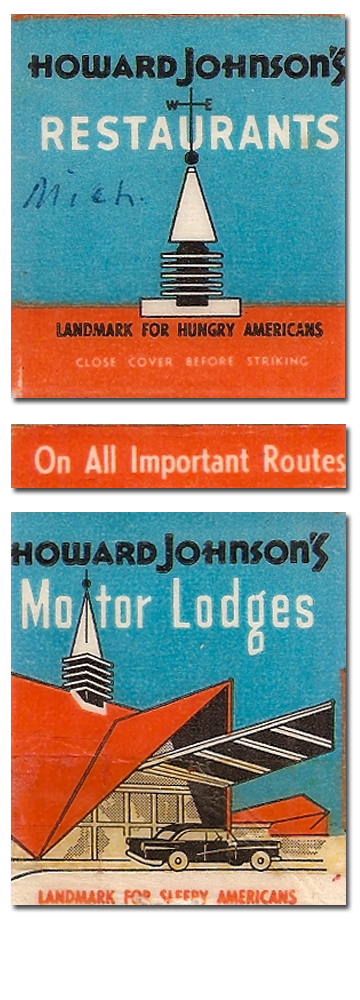 HOWARD JOHNSON'S
W E
RESTAURANTS
Mich.
LANDMARK FOR HUNGRY AMERICANS
CLOSE COVER BEFORE STRIKING
On All Important Routes
HOWARD JOHNSON'S
Motor Lodges
LANDMARK FOR SLEEPY AMERICANS